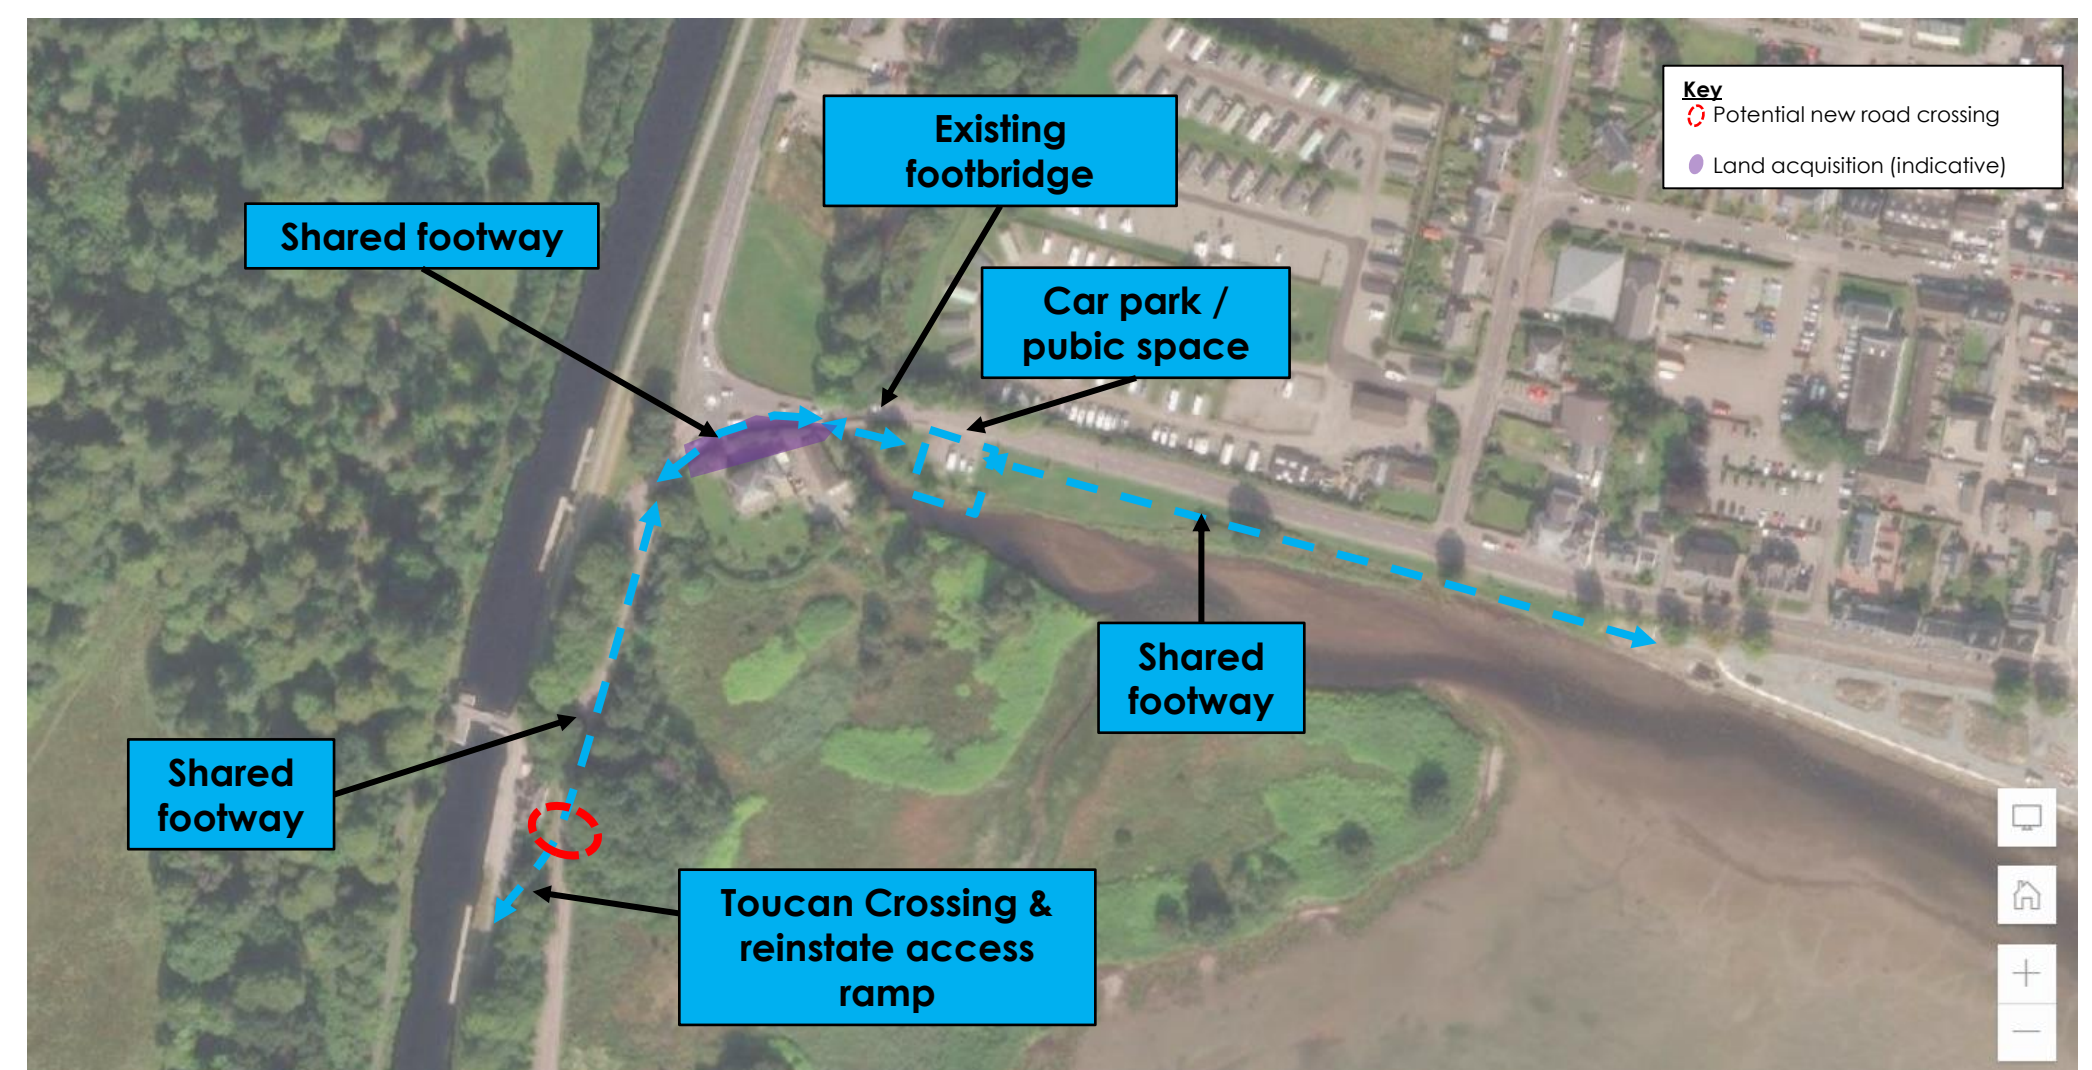 Key
Potential new road crossing
Land acquisition (indicative)
Existing
footbridge
Shared footway
Car park /
pubic space
Shared
footway
Shared
footway
Toucan Crossing &
reinstate access
ramp